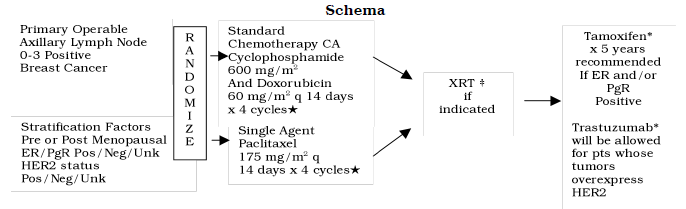 Schema
Primary Operable
Axillary Lymph Node
0-3 Positive
Breast Cancer
Stratification Factors
Pre or Post Menopausal
ER/PgR Pos/Neg/Unk
HER2 status
Pos/Neg/Unk
R
A
N
D
O
M
I
Z
E
Standard
Chemotherapy CA
Cyclophosphamide
600 mg/m²
And Doxorubicin
60 mg/m² q 14 days
x 4 cycles★
Single Agent
Paclitaxel
175 mg/m² q
14 days x 4 cycles★
XRT ‡
if
indicated
Tamoxifen*
x 5 years
recommended
If ER and/or
PgR
Positive
Trastuzumab*
will be allowed
for pts whose
tumors
overexpress
HER2